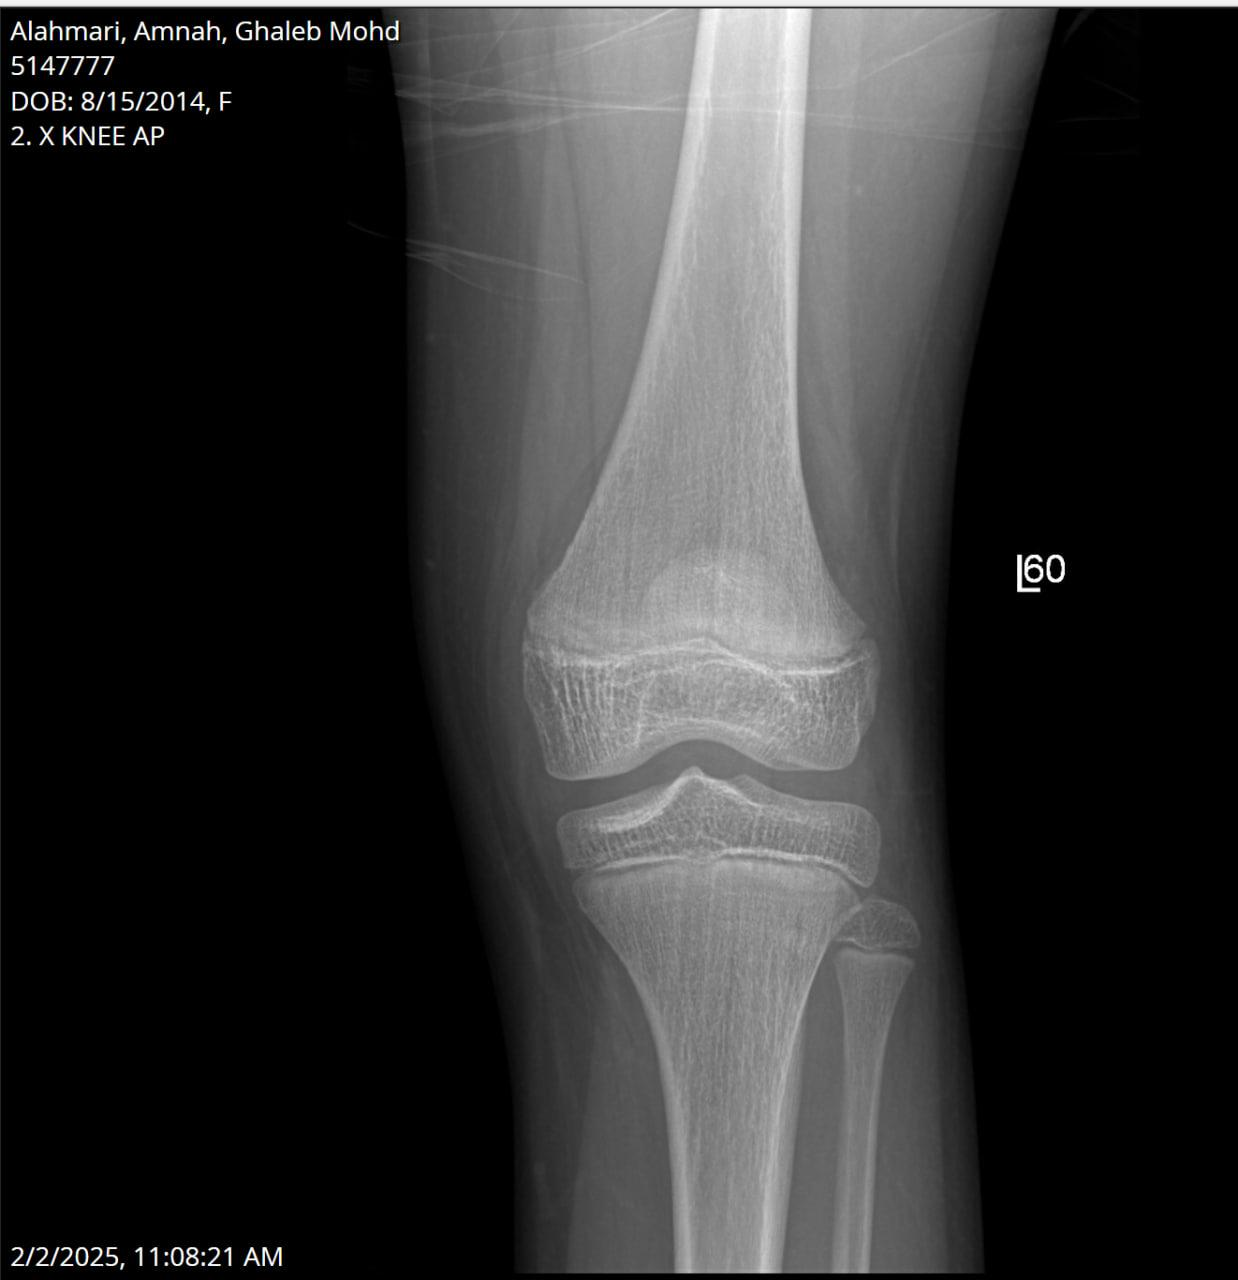 Alahmari, Amnah, Ghaleb Mohd
5147777
DOB: 8/15/2014, F
2. X KNEE AP
L60
2/2/2025, 11:08:21 AM